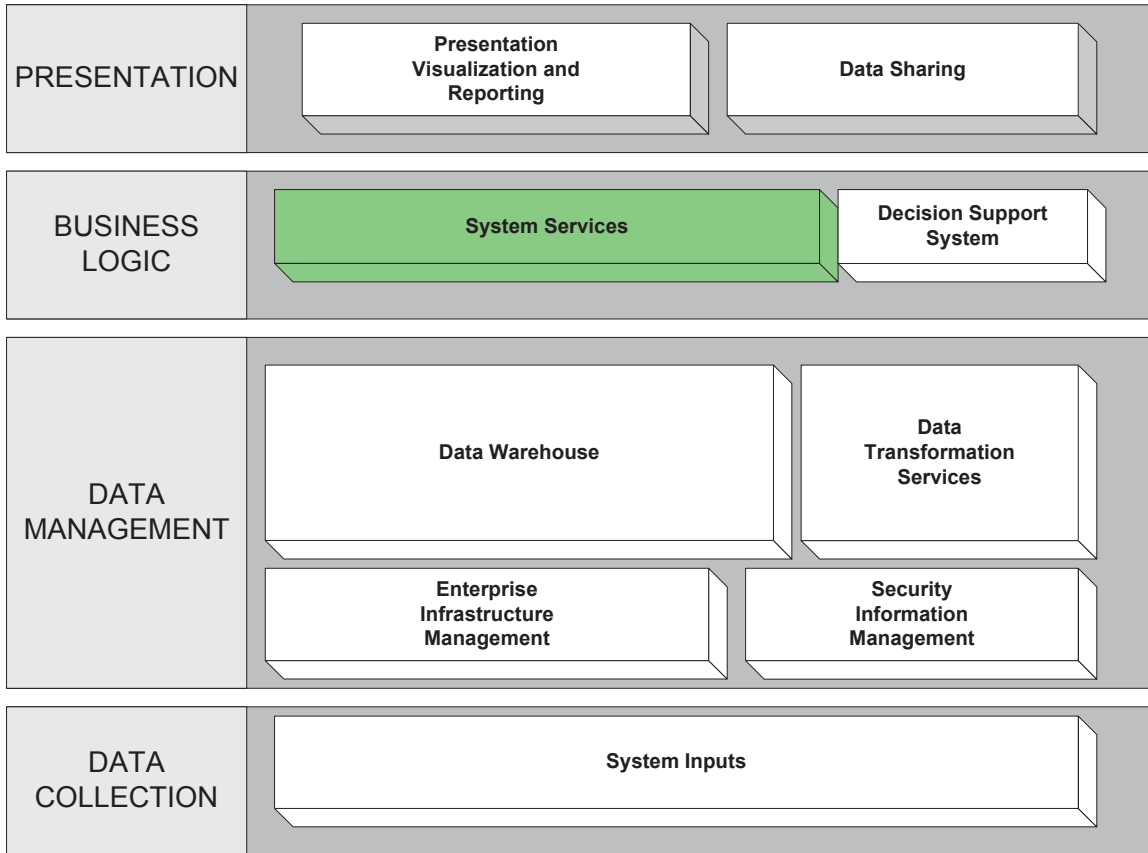 PRESENTATION
Presentation
Visualization and
Reporting
Data Sharing
BUSINESS
LOGIC
System Services
Decision Support
System
DATA
MANAGEMENT
Data Warehouse
Data
Transformation
Services
Enterprise
Infrastructure
Management
Security
Information
Management
DATA
COLLECTION
System Inputs